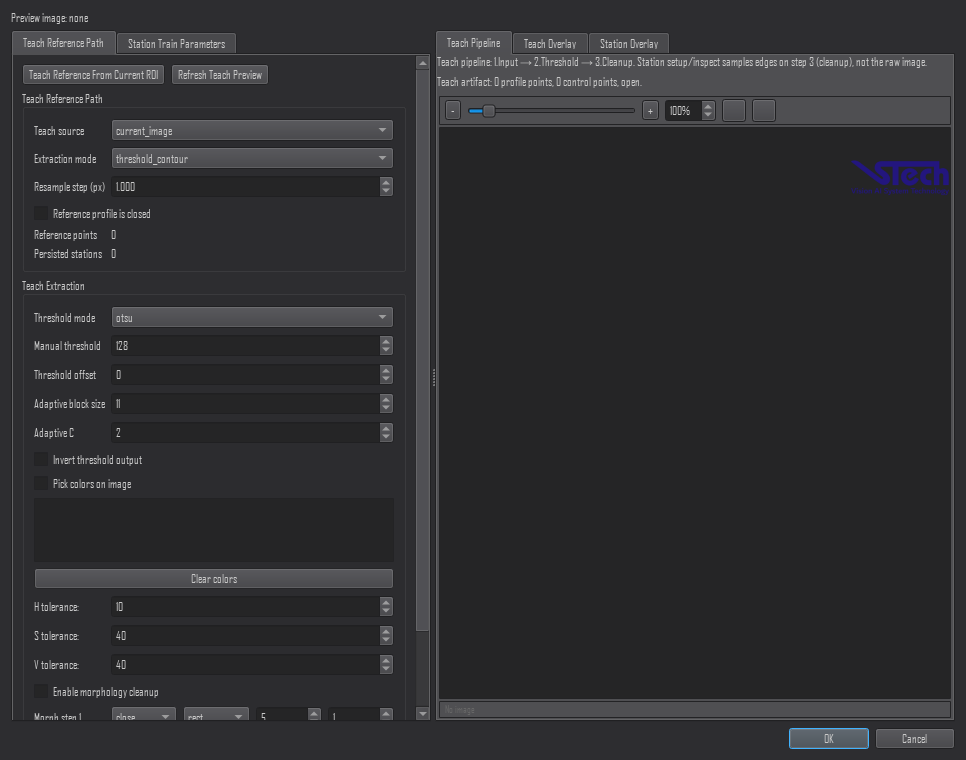 Preview image: none
Teach Reference Path
Station Train Parameters
Teach Reference From Current ROI
Refresh Teach Preview
Teach Reference Path
Teach source
current_image
Extraction mode
threshold_contour
Resample step (px)
1.000
Reference profile is closed
Reference points
0
Persisted stations
0
Teach Extraction
Threshold mode
otsu
Manual threshold
128
Threshold offset
0
Adaptive block size
11
Adaptive C
2
Invert threshold output
Pick colors on image
Clear colors
H tolerance:
10
S tolerance:
40
V tolerance:
40
Enable morphology cleanup
Morph step 1
close
rect
5
1
Teach Pipeline
Teach Overlay
Station Overlay
Teach pipeline: 1.Input → 2.Threshold → 3.Cleanup. Station setup/inspect samples edges on step 3 (cleanup), not the raw image.
Teach artifact: 0 profile points, 0 control points, open.
-
+
100%
VSTech
No image
OK
Cancel